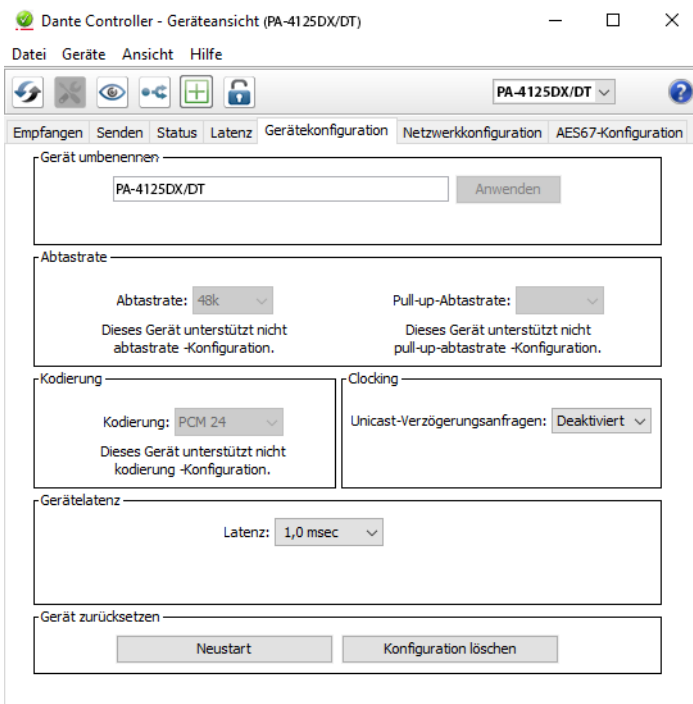 Dante Controller - Geräteansicht (PA-4125DX/DT)
Datei Geräte Ansicht Hilfe
PA-4125DX/DT
Empfangen Senden Status Latenz Gerätekonfiguration Netzwerkkonfiguration AES67-Konfiguration
Gerät umbenennen
PA-4125DX/DT Anwenden
Abtastrate
Abtastrate: 48k Pull-up-Abtastrate:
Dieses Gerät unterstützt nicht Dieses Gerät unterstützt nicht
abtastrate -Konfiguration. pull-up-abtastrate -Konfiguration.
Kodierung Clocking
Kodierung: PCM 24 Unicast-Verzögerungsanfragen: Deaktiviert
Dieses Gerät unterstützt nicht
kodierung -Konfiguration.
Gerätelatenz
Latenz: 1,0 msec
Gerät zurücksetzen
Neustart Konfiguration löschen